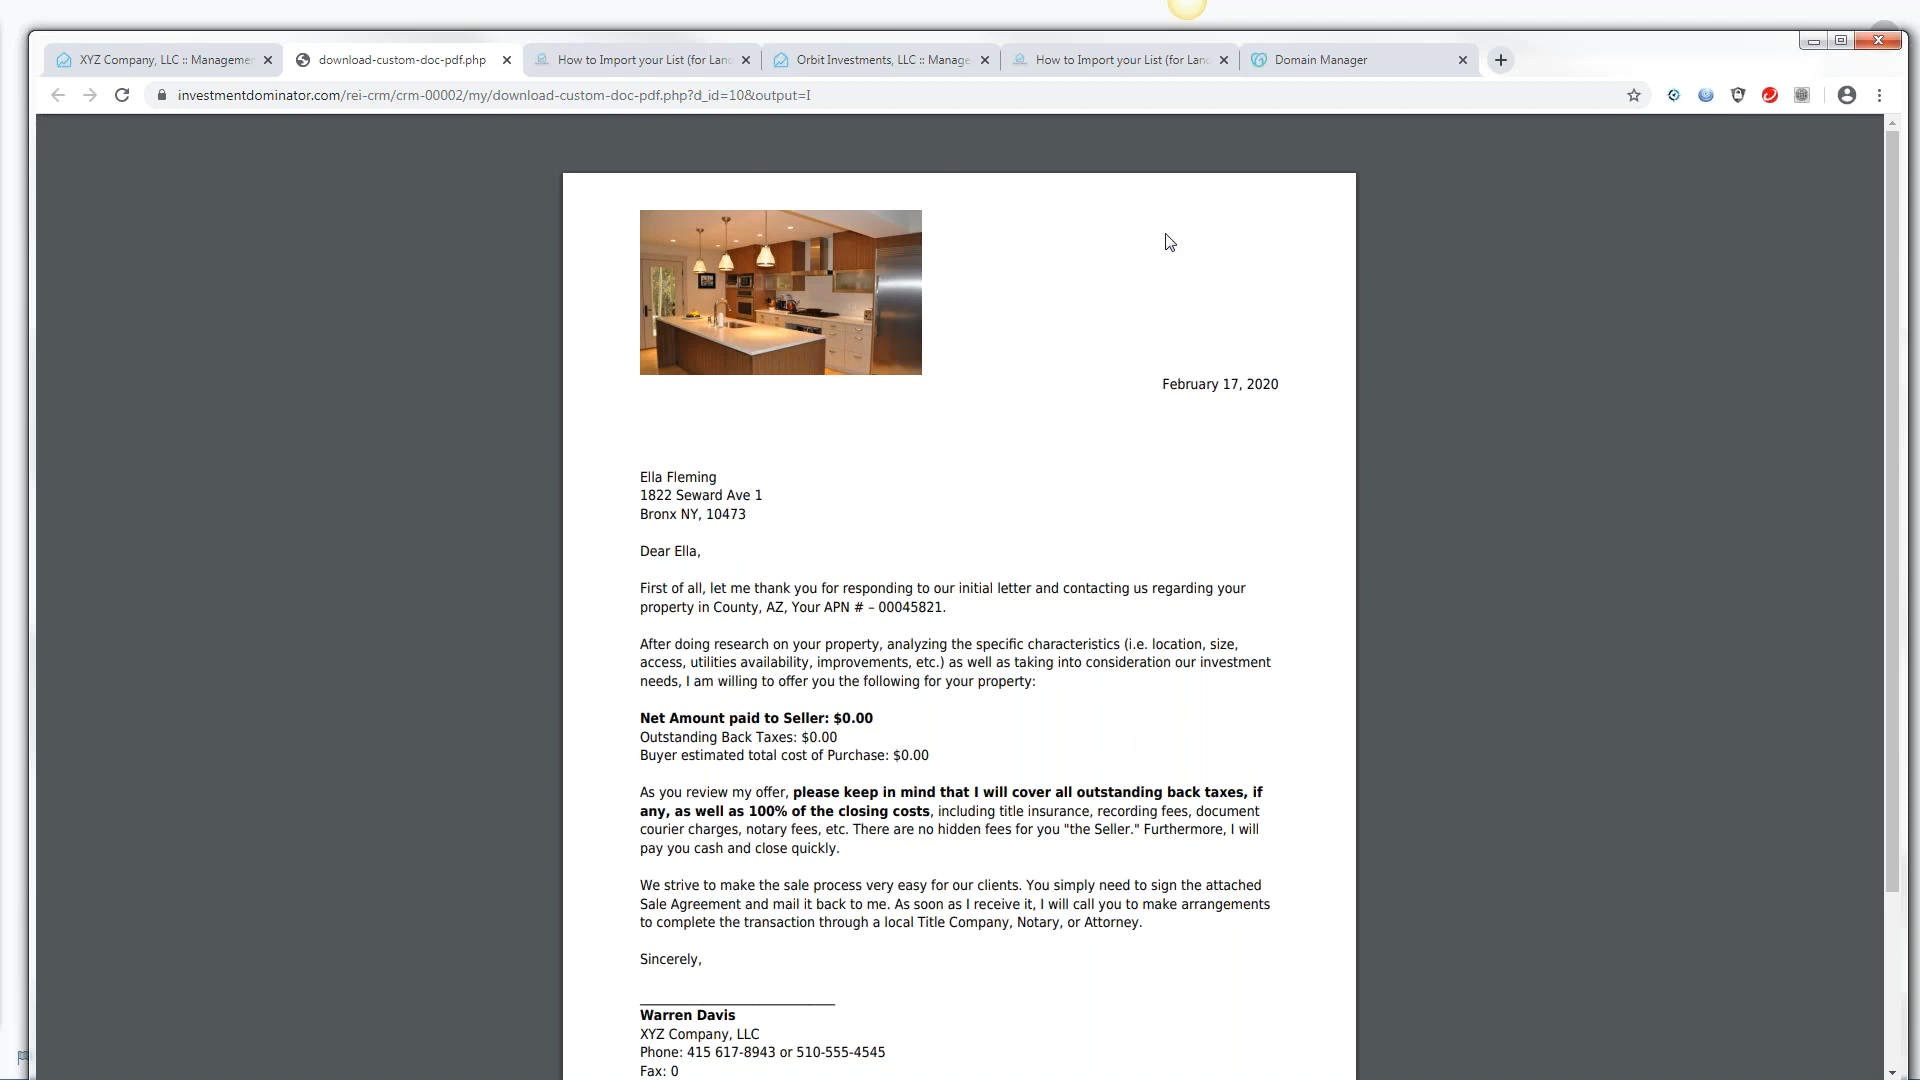 XYZ Company, LLC :: Managemen
download-custom-doc-pdf.php
How to Import your List (for Land
Orbit Investments, LLC :: Manage
How to Import your List (for Land
Domain Manager
investmentdominator.com/rei-crm/crm-00002/my/download-custom-doc-pdf.php?d_id=10&output=I
February 17, 2020
Ella Fleming
1822 Seward Ave 1
Bronx NY, 10473
Dear Ella,
First of all, let me thank you for responding to our initial letter and contacting us regarding your
property in County, AZ, Your APN # – 00045821.
After doing research on your property, analyzing the specific characteristics (i.e. location, size,
access, utilities availability, improvements, etc.) as well as taking into consideration our investment
needs, I am willing to offer you the following for your property:
Net Amount paid to Seller: $0.00
Outstanding Back Taxes: $0.00
Buyer estimated total cost of Purchase: $0.00
As you review my offer, please keep in mind that I will cover all outstanding back taxes, if
any, as well as 100% of the closing costs, including title insurance, recording fees, document
courier charges, notary fees, etc. There are no hidden fees for you "the Seller." Furthermore, I will
pay you cash and close quickly.
We strive to make the sale process very easy for our clients. You simply need to sign the attached
Sale Agreement and mail it back to me. As soon as I receive it, I will call you to make arrangements
to complete the transaction through a local Title Company, Notary, or Attorney.
Sincerely,
Warren Davis
XYZ Company, LLC
Phone: 415 617-8943 or 510-555-4545
Fax: 0